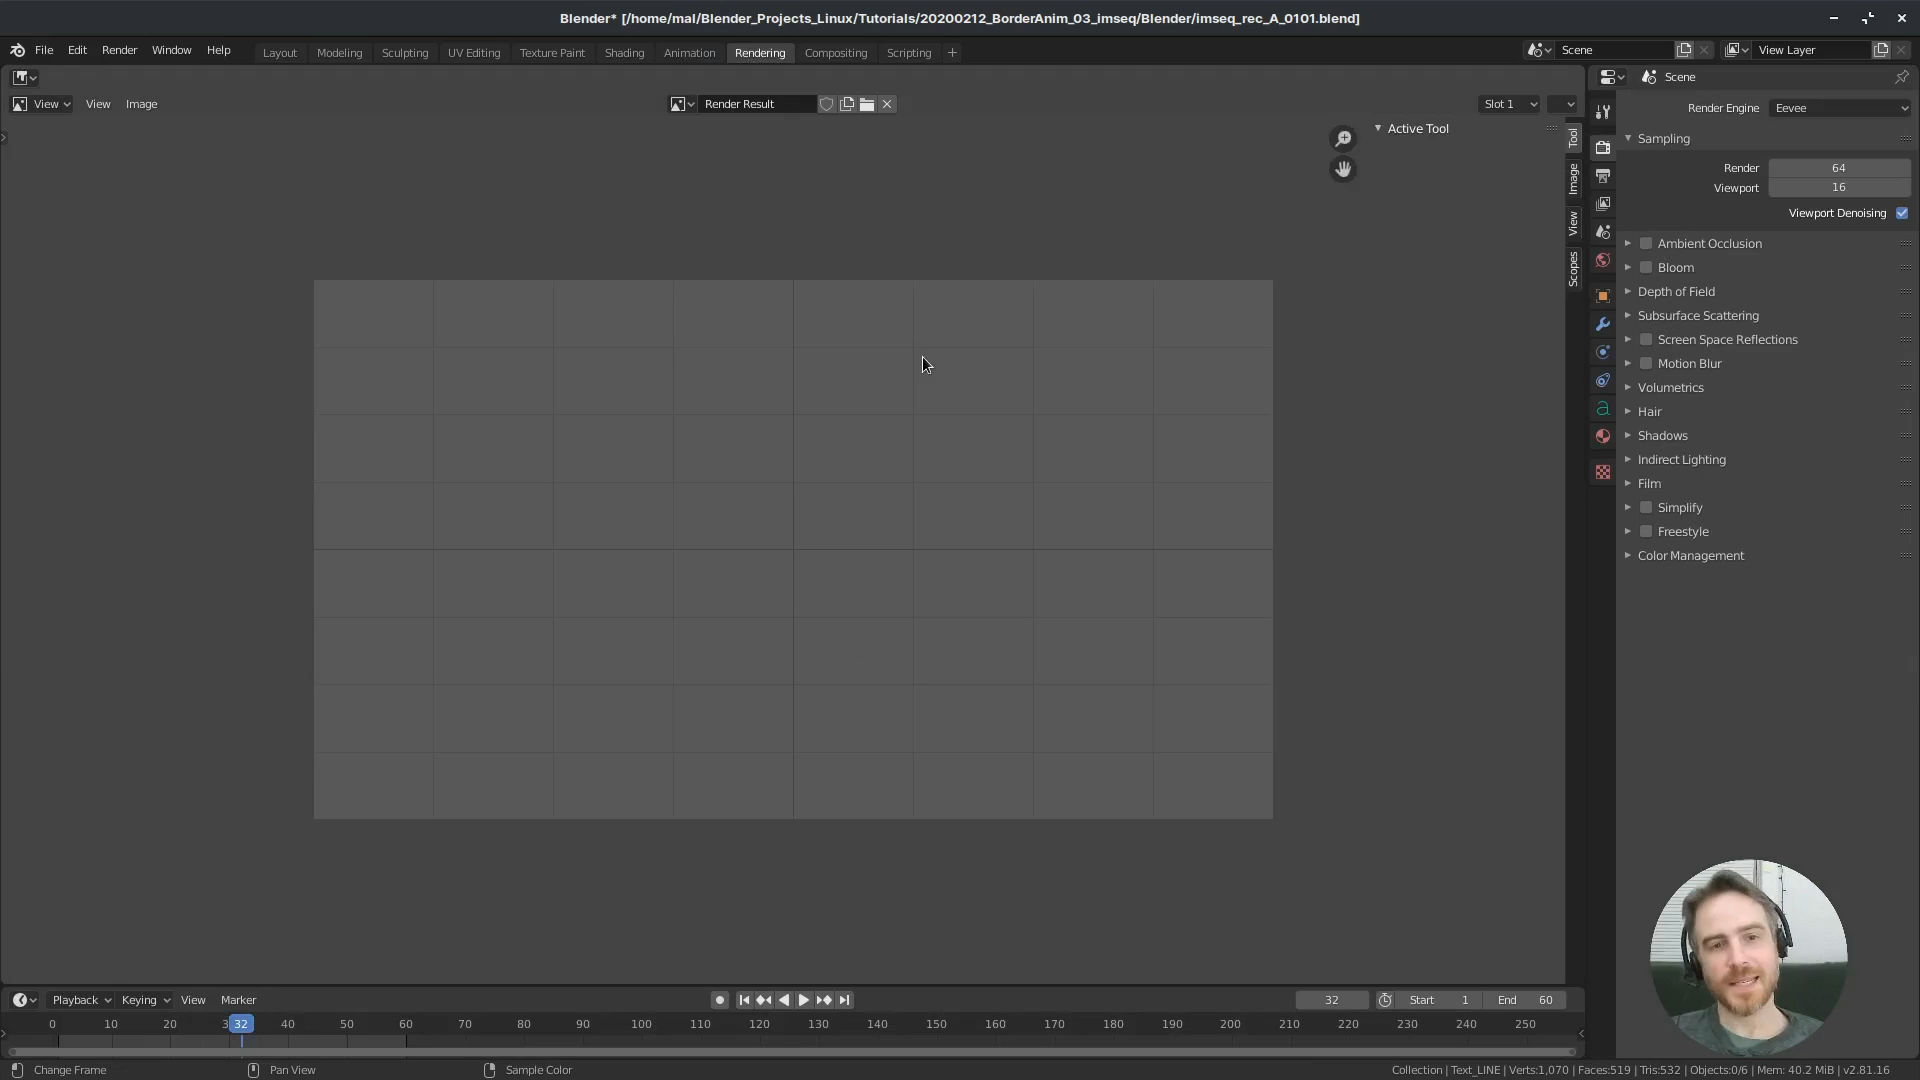 Blender* [/home/mal/Blender_Projects_Linux/Tutorials/20200212_BorderAnim_03_imseq/Blender/imseq_rec_A_0101.blend]
File Edit Render Window Help Layout Modeling Sculpting UV Editing Texture Paint Shading Animation Rendering Compositing Scripting + Scene View Layer
Scene
View View Image Render Result Slot 1
Render Engine Eevee
Active Tool
Tool
Image
View
Scopes
Sampling
Render 64
Viewport 16
Viewport Denoising
Ambient Occlusion
Bloom
Depth of Field
Subsurface Scattering
Screen Space Reflections
Motion Blur
Volumetrics
Hair
Shadows
Indirect Lighting
Film
Simplify
Freestyle
Color Management
Playback Keying View Marker 32 Start 1 End 60
0 10 20 3 32 40 50 60 70 80 90 100 110 120 130 140 150 160 170 180 190 200 210 220 230 240 250
Change Frame Pan View Sample Color Collection | Text_LINE | Verts:1,070 | Faces:519 | Tris:532 | Objects:0/6 | Mem: 40.2 MiB | v2.81.16